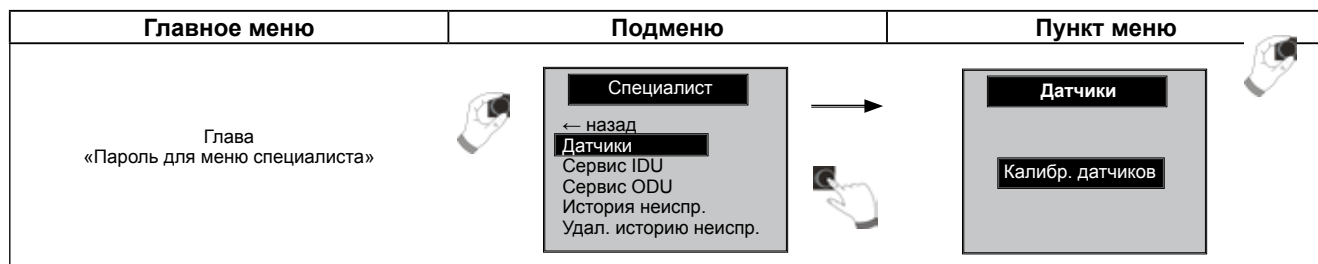 Главное меню
Подменю
Пункт меню
Глава
«Пароль для меню специалиста»
Специалист
← назад
Датчики
Сервис IDU
Сервис ODU
История неиспр.
Удал. историю неиспр.
Датчики
Калибр. датчиков